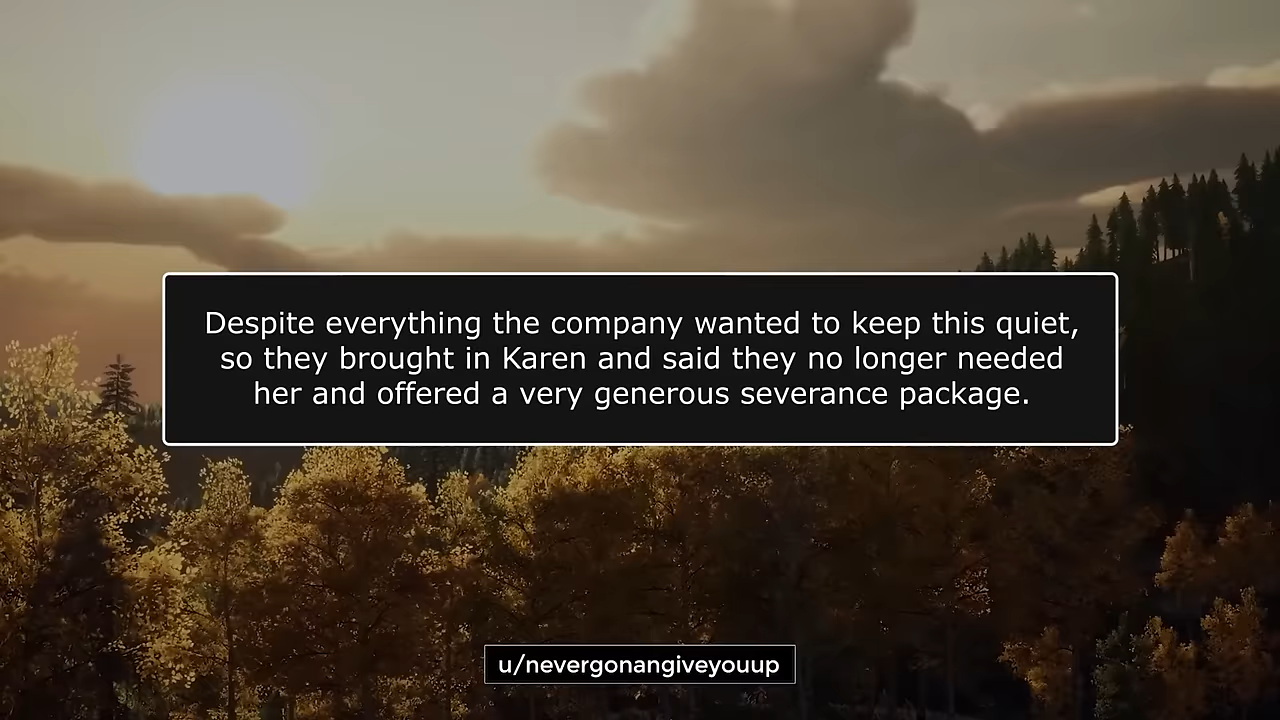 Despite everything the company wanted to keep this quiet,
so they brought in Karen and said they no longer needed
her and offered a very generous severance package.
u/nevergonangiveyouup